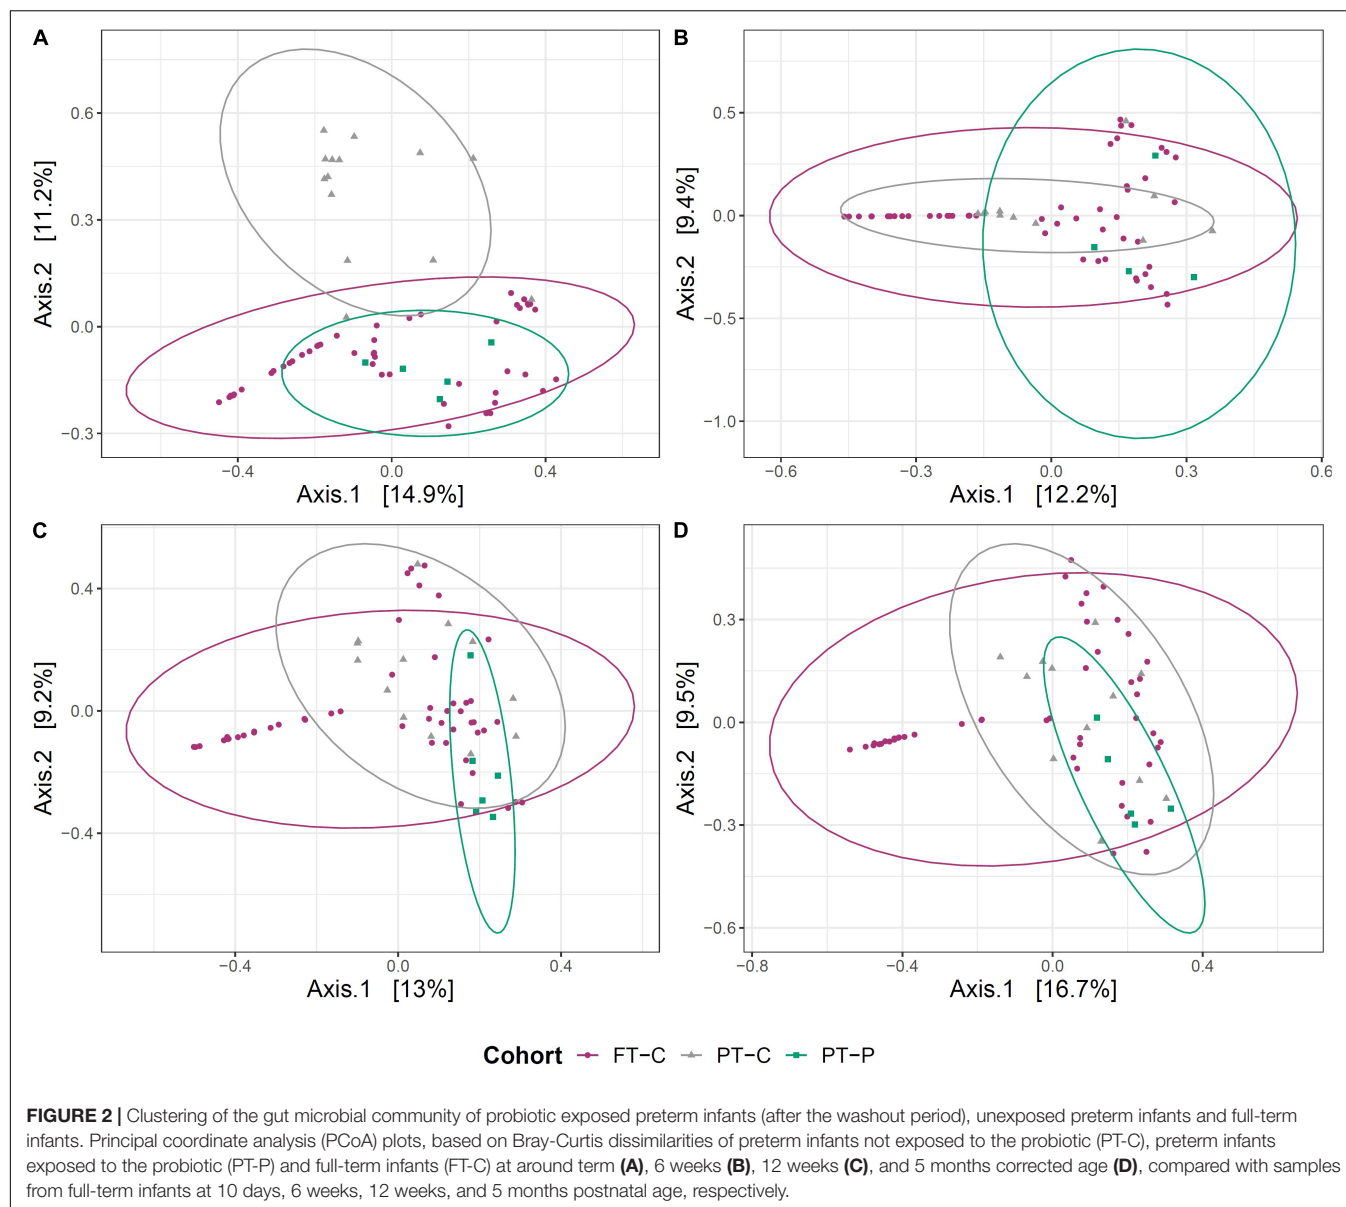 A
0.6
0.3
0.0
−0.3
Axis.2 [11.2%]
−0.4 0.0 0.4
Axis.1 [14.9%]
B
0.5
0.0
−0.5
−1.0
Axis.2 [9.4%]
−0.6 −0.3 0.0 0.3 0.6
Axis.1 [12.2%]
C
0.4
0.0
−0.4
Axis.2 [9.2%]
−0.4 0.0 0.4
Axis.1 [13%]
D
0.3
0.0
−0.3
−0.6
Axis.2 [9.5%]
−0.8 −0.4 0.0 0.4
Axis.1 [16.7%]
Cohort FT−C PT−C PT−P
FIGURE 2 | Clustering of the gut microbial community of probiotic exposed preterm infants (after the washout period), unexposed preterm infants and full-term
infants. Principal coordinate analysis (PCoA) plots, based on Bray-Curtis dissimilarities of preterm infants not exposed to the probiotic (PT-C), preterm infants
exposed to the probiotic (PT-P) and full-term infants (FT-C) at around term (A), 6 weeks (B), 12 weeks (C), and 5 months corrected age (D), compared with samples
from full-term infants at 10 days, 6 weeks, 12 weeks, and 5 months postnatal age, respectively.